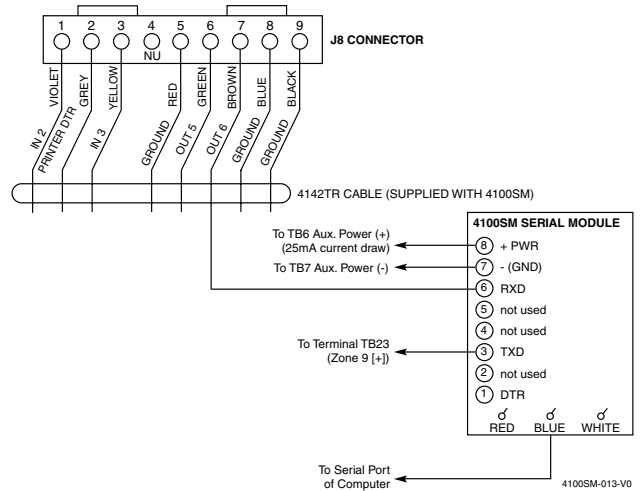 1 2 3 4 5 6 7 8 9
J8 CONNECTOR
NU
VIOLET
GREY
YELLOW
RED
GREEN
BROWN
BLUE
BLACK
IN 2
PRINTER DTR
IN 3
GROUND
OUT 5
OUT 6
GROUND
GROUND
4142TR CABLE (SUPPLIED WITH 4100SM)
4100SM SERIAL MODULE
To TB6 Aux. Power (+)
(25mA current draw)
8 + PWR
To TB7 Aux. Power (-)
7 - (GND)
6 RXD
5 not used
4 not used
To Terminal TB23
(Zone 9 [+])
3 TXD
2 not used
1 DTR
RED BLUE WHITE
To Serial Port
of Computer
4100SM-013-V0